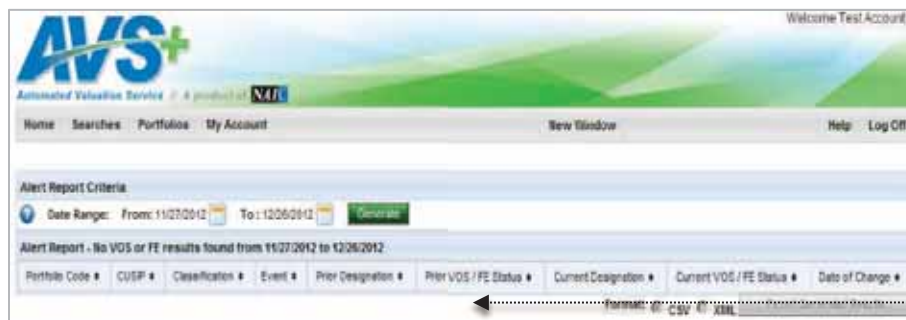 Welcome Test Account
AVS+
Automated Valuation Service A product of NAIC
Home Searches Portfolios My Account New Window Help Log Off
Alert Report Criteria
Date Range: From: 11/27/2012 To: 12/26/2012 Generate
Alert Report - No VOS or FE results found from 11/27/2012 to 12/26/2012
Portfolio Code CUSIP Classification Event Prior Designation Prior VOS / FE Status Current Designation Current VOS / FE Status Date of Change
Format: CSV XML